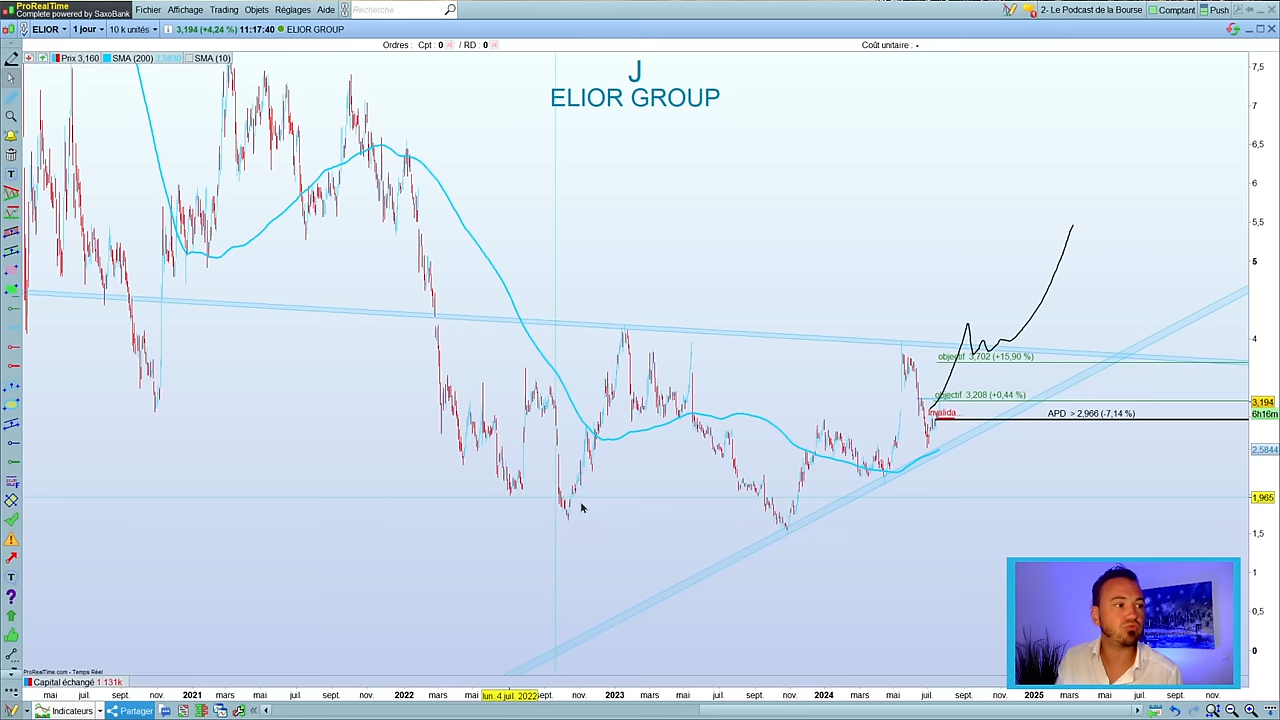 ProRealTime
Complete powered by SaxoBank
Fichier Affichage Trading Objets Réglages Aide
Recherche
2- Le Podcast de la Bourse
Comptant
Push
ELIOR 1 jour 10 k unités 3,194 (+4,24 %) 11:17:40 ELIOR GROUP
Ordres : Cpt : 0 / RD : 0
Coût unitaire : -
Prix 3,160 SMA (200) 3,5830 SMA (10)
J
ELIOR GROUP
7,5
7
6,5
6
5,5
5
4
objectif 3,702 (+15,90 %)
objectif 3,208 (+0,44 %)
3,194
invalida...
APD > 2,966 (-7,14 %)
6h16m
2,5844
1,965
1,5
1
0,5
0
ProRealTime.com - Temps Réel
Capital échangé 1 131k
mai juil. sept. nov. 2021 mars mai juil. sept. nov. 2022 mars mai lun. 4 juil. 2022 sept. nov. 2023 mars mai juil. sept. nov. 2024 mars mai juil. sept. nov. 2025 mars mai juil. sept. nov.
Indicateurs
Partager